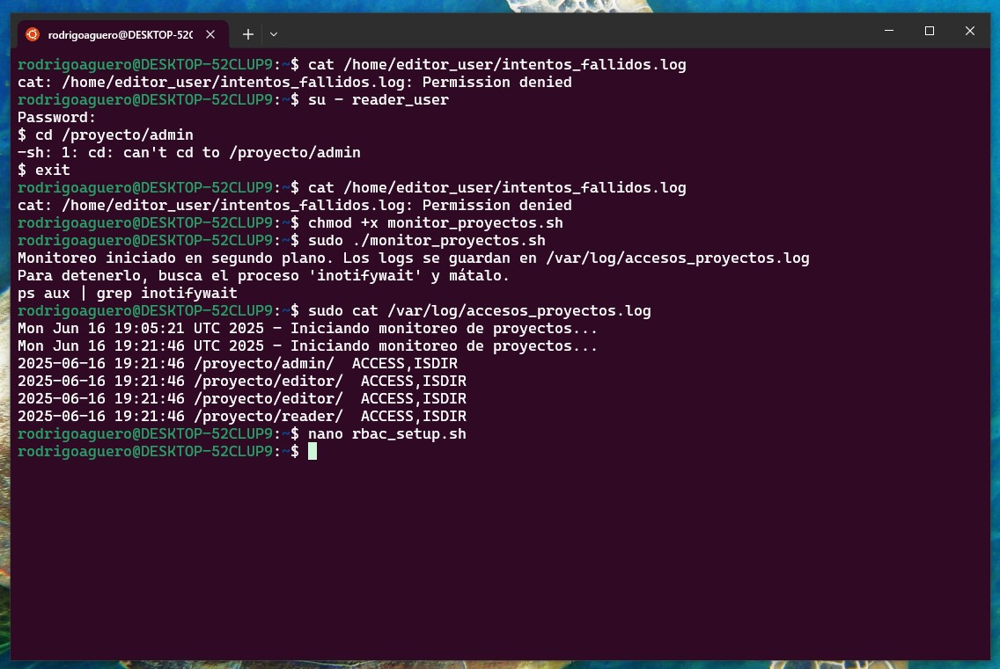 rodrigoaguero@DESKTOP-52C
rodrigoaguero@DESKTOP-52CLUP9:~$ cat /home/editor_user/intentos_fallidos.log
cat: /home/editor_user/intentos_fallidos.log: Permission denied
rodrigoaguero@DESKTOP-52CLUP9:~$ su - reader_user
Password:
$ cd /proyecto/admin
-sh: 1: cd: can't cd to /proyecto/admin
$ exit
rodrigoaguero@DESKTOP-52CLUP9:~$ cat /home/editor_user/intentos_fallidos.log
cat: /home/editor_user/intentos_fallidos.log: Permission denied
rodrigoaguero@DESKTOP-52CLUP9:~$ chmod +x monitor_proyectos.sh
rodrigoaguero@DESKTOP-52CLUP9:~$ sudo ./monitor_proyectos.sh
Monitoreo iniciado en segundo plano. Los logs se guardan en /var/log/accesos_proyectos.log
Para detenerlo, busca el proceso 'inotifywait' y mátalo.
ps aux | grep inotifywait
rodrigoaguero@DESKTOP-52CLUP9:~$ sudo cat /var/log/accesos_proyectos.log
Mon Jun 16 19:05:21 UTC 2025 - Iniciando monitoreo de proyectos...
Mon Jun 16 19:21:46 UTC 2025 - Iniciando monitoreo de proyectos...
2025-06-16 19:21:46 /proyecto/admin/  ACCESS,ISDIR
2025-06-16 19:21:46 /proyecto/editor/  ACCESS,ISDIR
2025-06-16 19:21:46 /proyecto/editor/  ACCESS,ISDIR
2025-06-16 19:21:46 /proyecto/reader/  ACCESS,ISDIR
rodrigoaguero@DESKTOP-52CLUP9:~$ nano rbac_setup.sh
rodrigoaguero@DESKTOP-52CLUP9:~$